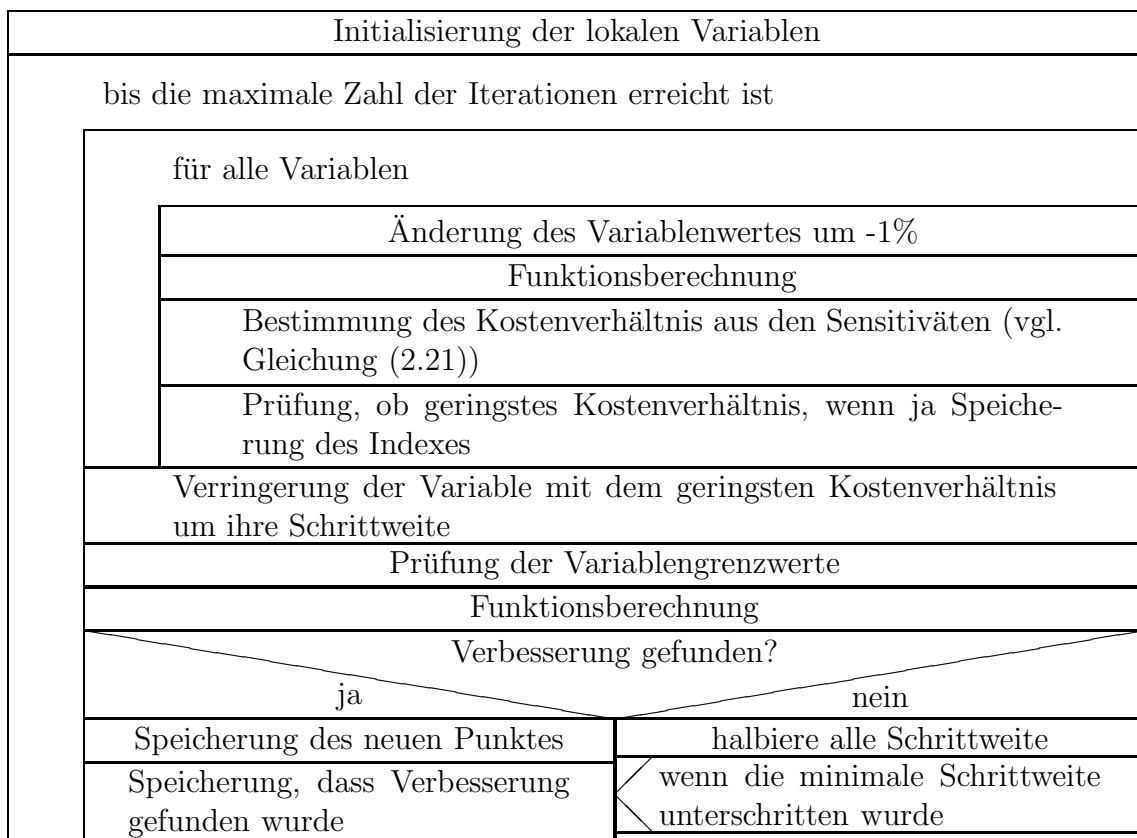 Initialisierung der lokalen Variablen
bis die maximale Zahl der Iterationen erreicht ist
für alle Variablen
Änderung des Variablenwertes um -1%
Funktionsberechnung
Bestimmung des Kostenverhältnis aus den Sensitiväten (vgl.
Gleichung (2.21))
Prüfung, ob geringstes Kostenverhältnis, wenn ja Speiche-
rung des Indexes
Verringerung der Variable mit dem geringsten Kostenverhältnis
um ihre Schrittweite
Prüfung der Variablengrenzwerte
Funktionsberechnung
Verbesserung gefunden?
ja
nein
Speicherung des neuen Punktes
Speicherung, dass Verbesserung
gefunden wurde
halbiere alle Schrittweite
wenn die minimale Schrittweite
unterschritten wurde